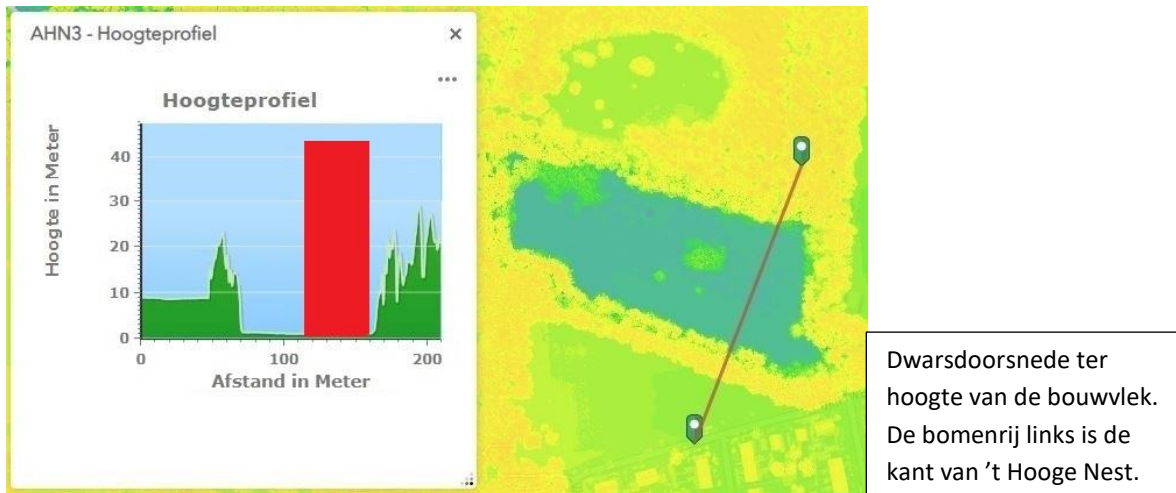 AHN3 - Hoogteprofiel
Hoogteprofiel
Hoogte in Meter
40
30
20
10
0
0 100 200
Afstand in Meter
Dwarsdoorsnede ter
hoogte van de bouwvlek.
De bomenrij links is de
kant van ’t Hooge Nest.